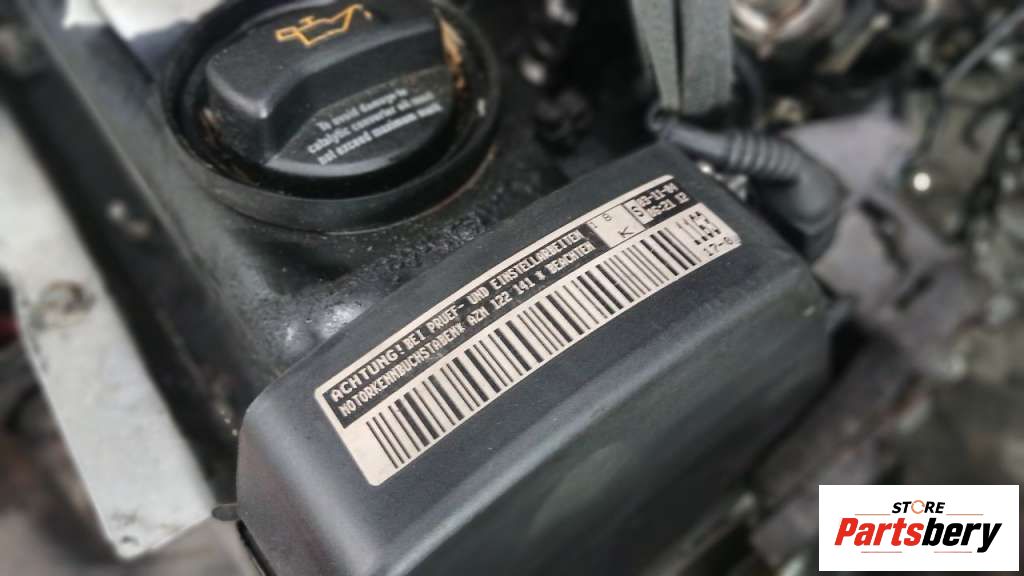 To avoid damage to
catalytic converter oil must
not exceed maximum mark.
ACHTUNG! BEI PRUEF- UND EINSTELLARBEITEN
MOTORKENNBUCHSTABEN* AZM 122 141 * BEACHTEN
K
STORE
Partsbery